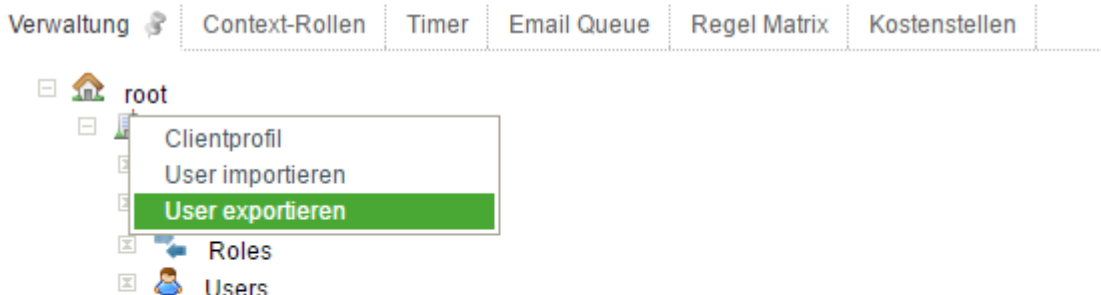 Verwaltung Context-Rollen Timer Email Queue Regel Matrix Kostenstellen
root
Clientprofil
User importieren
User exportieren
Roles
Users